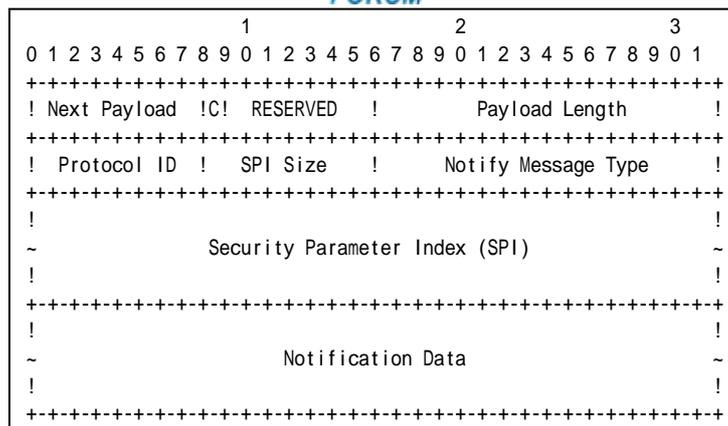 FORUM
1 2 3
0 1 2 3 4 5 6 7 8 9 0 1 2 3 4 5 6 7 8 9 0 1 2 3 4 5 6 7 8 9 0 1
+-+-+-+-+-+-+-+-+-+-+-+-+-+-+-+-+-+-+-+-+-+-+-+-+-+-+-+-+-+-+-+-+
! Next Payload !C! RESERVED ! Payload Length !
+-+-+-+-+-+-+-+-+-+-+-+-+-+-+-+-+-+-+-+-+-+-+-+-+-+-+-+-+-+-+-+-+
! Protocol ID ! SPI Size ! Notify Message Type !
+-+-+-+-+-+-+-+-+-+-+-+-+-+-+-+-+-+-+-+-+-+-+-+-+-+-+-+-+-+-+-+-+
! !
~ Security Parameter Index (SPI) ~
! !
+-+-+-+-+-+-+-+-+-+-+-+-+-+-+-+-+-+-+-+-+-+-+-+-+-+-+-+-+-+-+-+-+
! !
~ Notification Data ~
! !
+-+-+-+-+-+-+-+-+-+-+-+-+-+-+-+-+-+-+-+-+-+-+-+-+-+-+-+-+-+-+-+-+